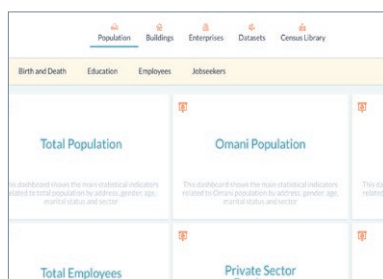 Population Buildings Enterprises Datasets Census Library
Birth and Death Education Employees Jobseekers
Total Population
This dashboard shows the main statistical indicators
related to total population by address, gender, age,
marital status and sector
Omani Population
This dashboard shows the main statistical indicators
related to Omani population by address, gender, age,
marital status and sector
This da
related
Total Employees
Private Sector